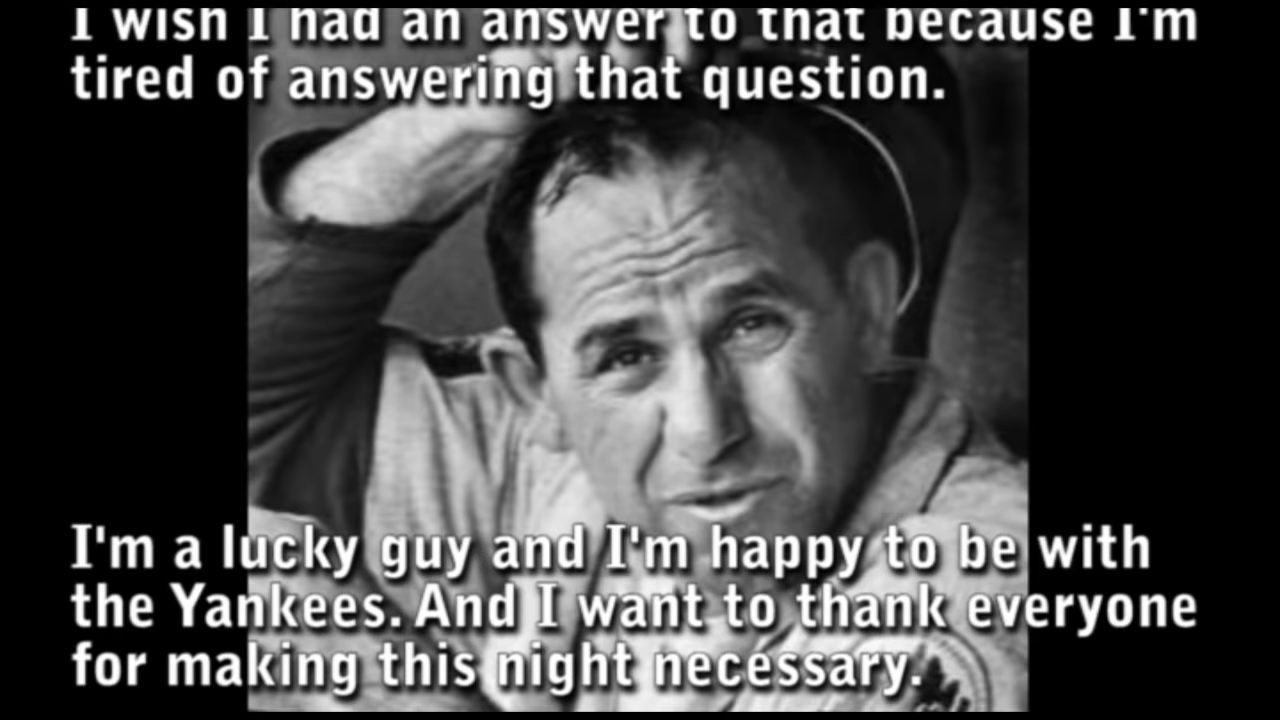 I wish I had an answer to that because I'm
tired of answering that question.
I'm a lucky guy and I'm happy to be with
the Yankees. And I want to thank everyone
for making this night necessary.